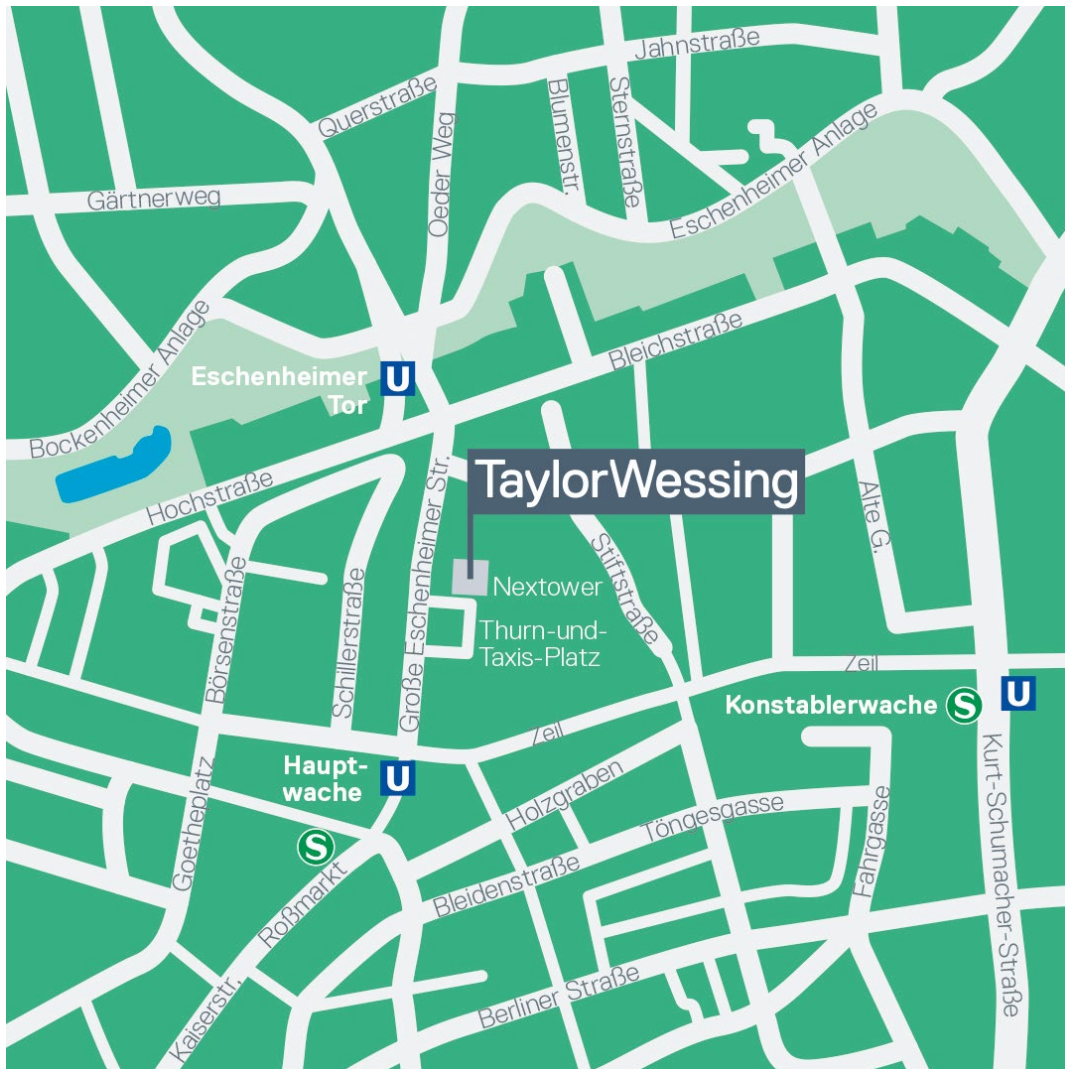 Jahnstraße
Querstraße
Blumenstr.
Sternstraße
Oeder Weg
Eschenheimer Anlage
Gärtnerweg
Bockenheimer Anlage
Bleichstraße
Eschenheimer
Tor
U
Hochstraße
Große Eschenheimer Str.
TaylorWessing
Alte G.
Stiftstraße
Nextower
Thurn-und-
Taxis-Platz
Börsenstraße
Schillerstraße
Zeil
Konstablerwache
S
U
Zeil
Haupt-
wache
U
S
Goetheplatz
Holzgraben
Töngesgasse
Kurt-Schumacher-Straße
Fahrgasse
Bleidenstraße
Roßmarkt
Kaiserstr.
Berliner Straße